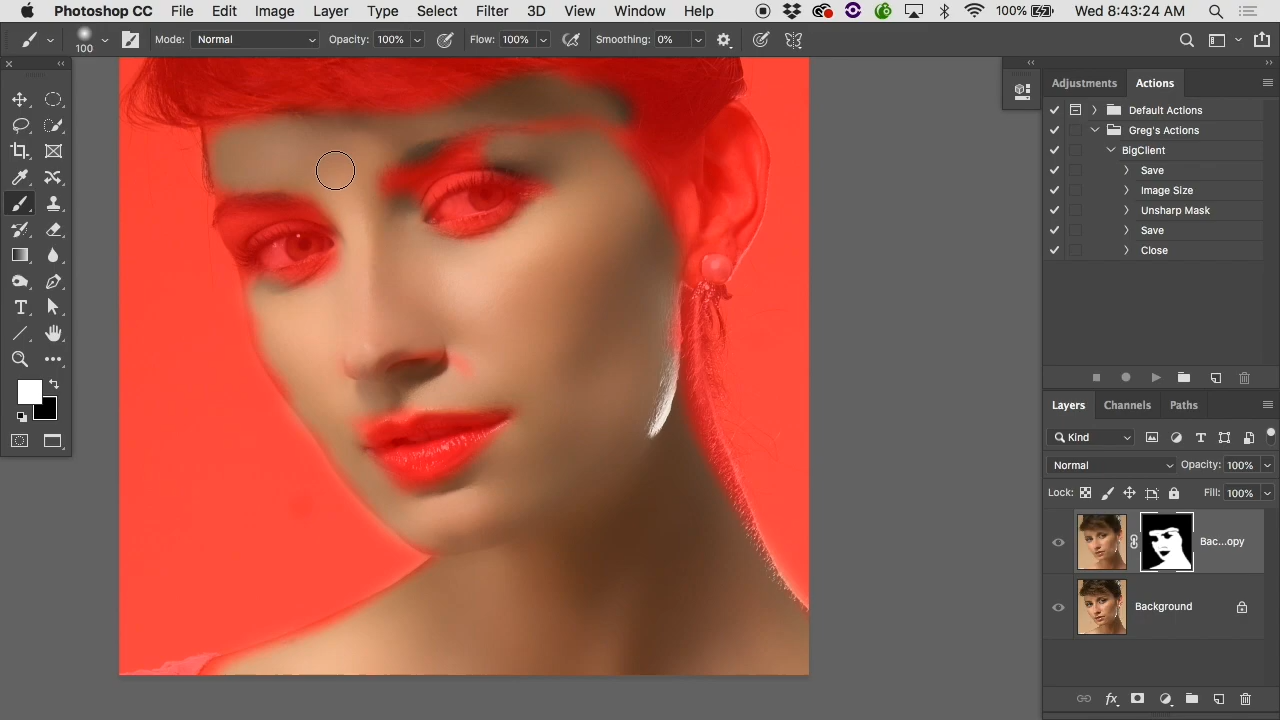 Photoshop CC File Edit Image Layer Type Select Filter 3D View Window Help 100% Wed 8:43:24 AM
100 Mode: Normal Opacity: 100% Flow: 100% Smoothing: 0%
Adjustments Actions
Default Actions
Greg's Actions
BigClient
Save
Image Size
Unsharp Mask
Save
Close
Layers Channels Paths
Kind
Normal Opacity: 100%
Lock: Fill: 100%
Bac...opy
Background
fx